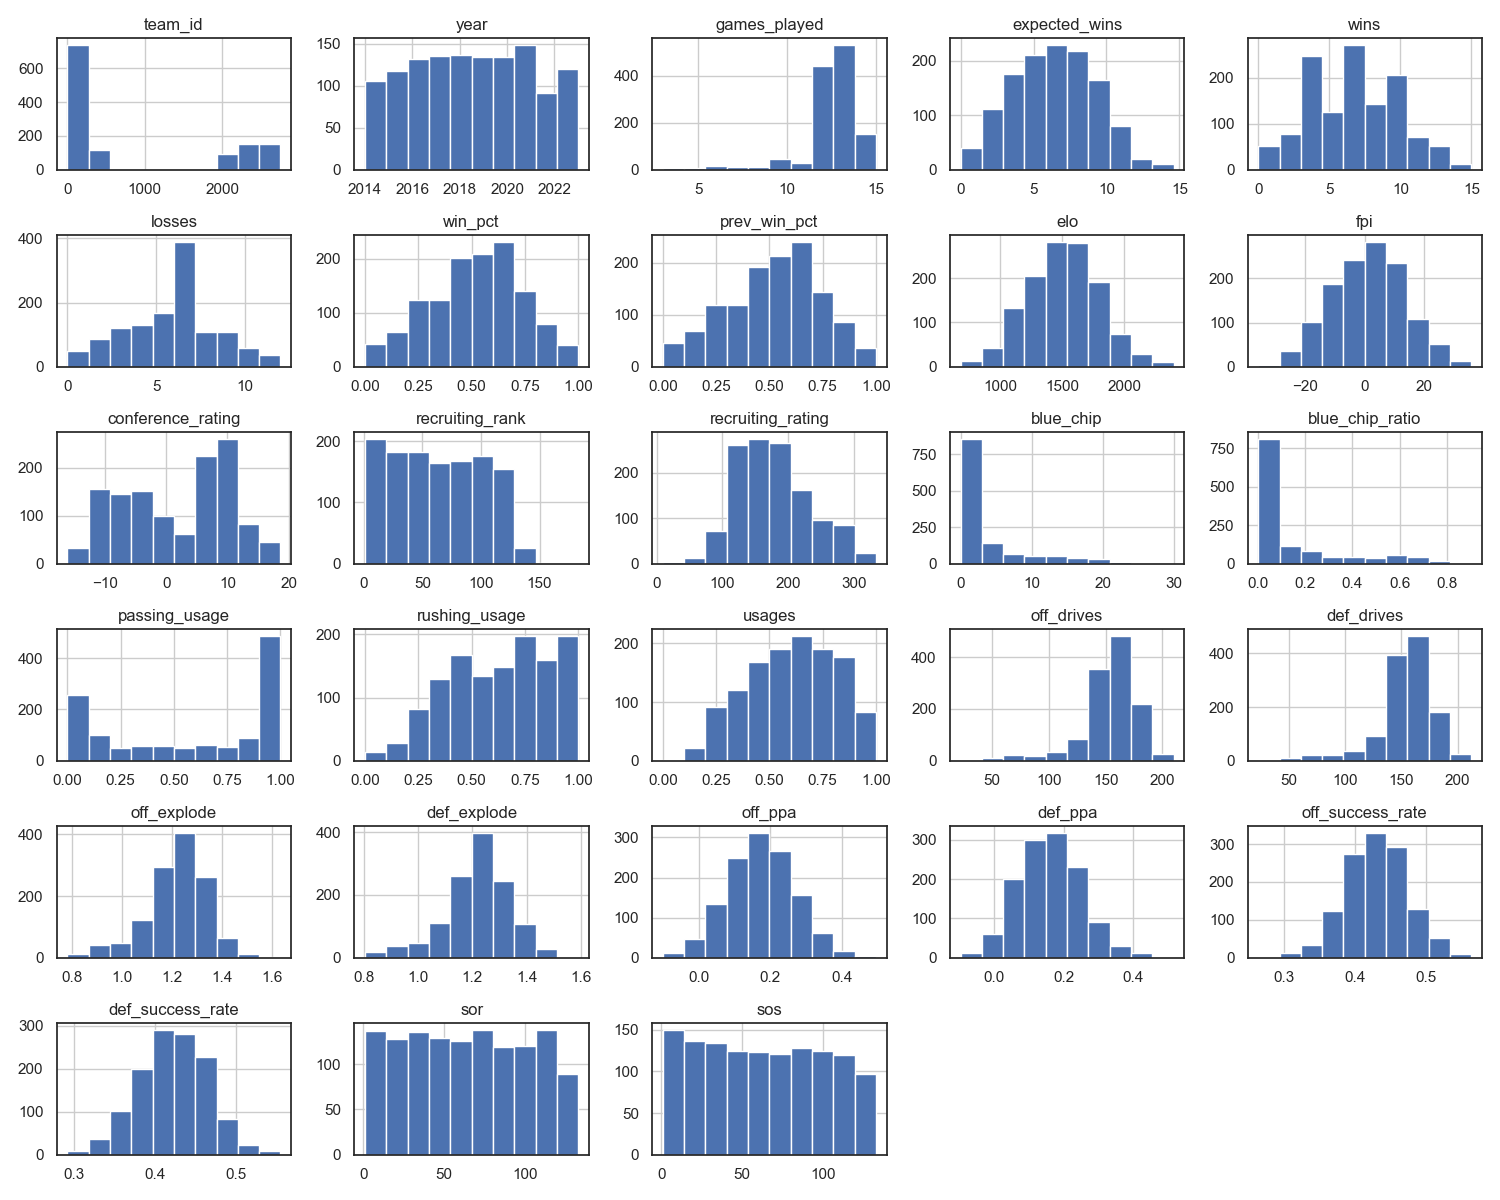 team_id year games_played expected_wins wins
600 400 200 0
0 1000 2000
150 100 50 0
2014 2016 2018 2020 2022
400 200 0
5 10 15
200 100 0
0 5 10 15
200 100 0
0 5 10 15
losses win_pct prev_win_pct elo fpi
400 200 0
0 5 10
200 100 0
0.00 0.25 0.50 0.75 1.00
200 100 0
0.00 0.25 0.50 0.75 1.00
200 100 0
1000 1500 2000
200 100 0
−20 0 20
conference_rating recruiting_rank recruiting_rating blue_chip blue_chip_ratio
200 100 0
−10 0 10 20
200 100 0
0 50 100 150
200 100 0
0 100 200 300
750 500 250 0
0 10 20 30
750 500 250 0
0.0 0.2 0.4 0.6 0.8
passing_usage rushing_usage usages off_drives def_drives
400 200 0
0.00 0.25 0.50 0.75 1.00
200 100 0
0.00 0.25 0.50 0.75 1.00
200 100 0
0.00 0.25 0.50 0.75 1.00
400 200 0
50 100 150 200
400 200 0
50 100 150 200
off_explode def_explode off_ppa def_ppa off_success_rate
400 200 0
0.8 1.0 1.2 1.4 1.6
400 200 0
0.8 1.0 1.2 1.4 1.6
300 200 100 0
0.0 0.2 0.4
300 200 100 0
0.0 0.2 0.4
300 200 100 0
0.3 0.4 0.5
def_success_rate sor sos
300 200 100 0
0.3 0.4 0.5
100 50 0
0 50 100
150 100 50 0
0 50 100